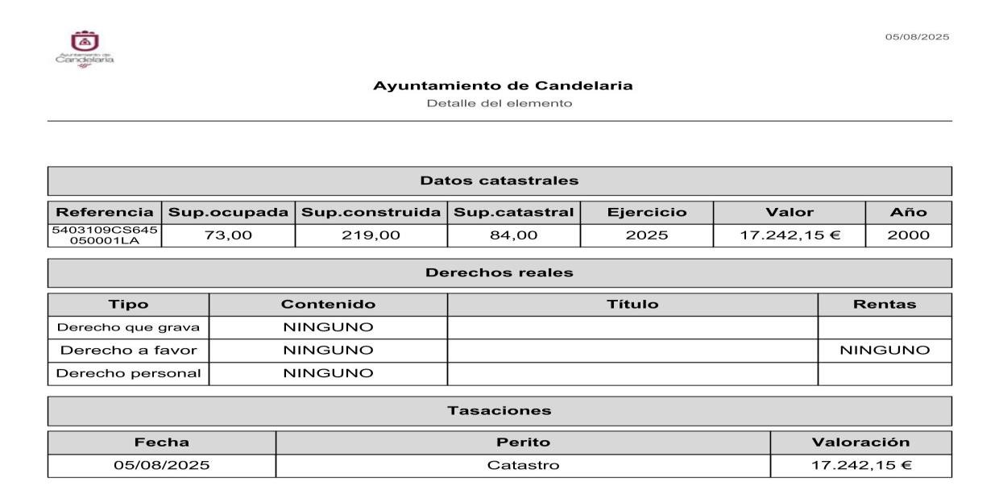 Ayuntamiento de
Candelaria
05/08/2025
Ayuntamiento de Candelaria
Detalle del elemento
Datos catastrales
Referencia Sup.ocupada Sup.construida Sup.catastral Ejercicio Valor Año
5403109CS645
050001LA 73,00 219,00 84,00 2025 17.242,15 € 2000
Derechos reales
Tipo Contenido Título Rentas
Derecho que grava NINGUNO
Derecho a favor NINGUNO NINGUNO
Derecho personal NINGUNO
Tasaciones
Fecha Perito Valoración
05/08/2025 Catastro 17.242,15 €